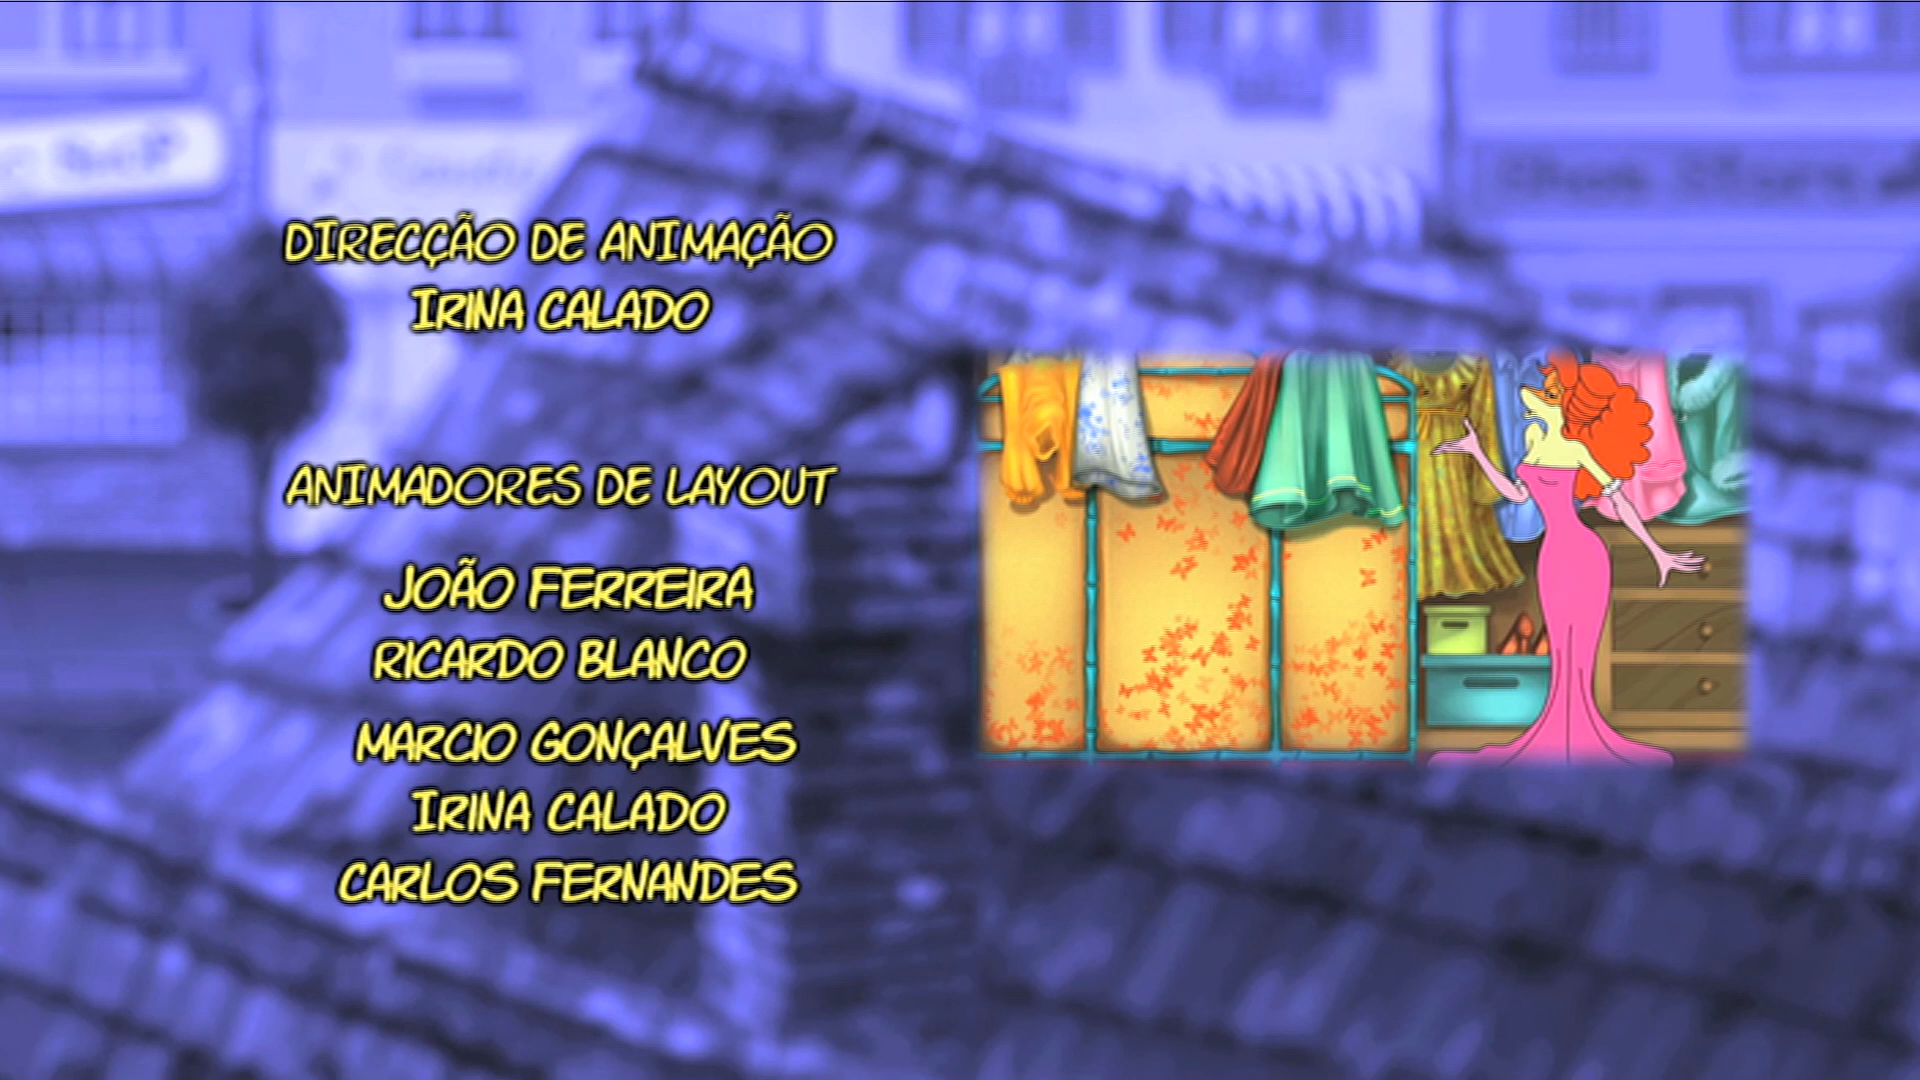 DIRECÇÃO DE ANIMAÇÃO
IRINA CALADO
ANIMADORES DE LAYOUT
JOÃO FERREIRA
RICARDO BLANCO
MARCIO GONÇALVES
IRINA CALADO
CARLOS FERNANDES